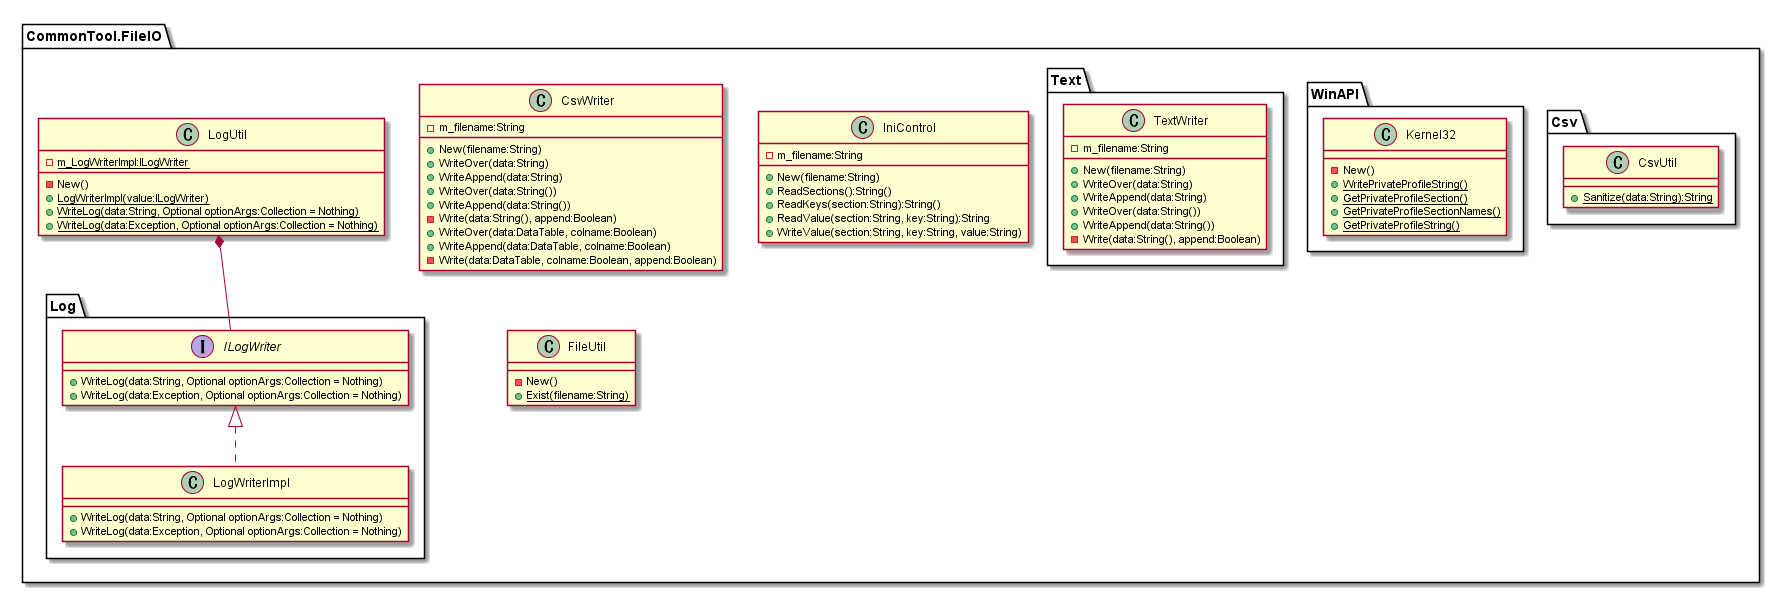 CommonTool.FileIO
LogUtil
m_LogWriterImpl:ILogWriter
New()
LogWriterImpl(value:ILogWriter)
WriteLog(data:String, Optional optionArgs:Collection = Nothing)
WriteLog(data:Exception, Optional optionArgs:Collection = Nothing)
CsvWriter
m_filename:String
New(filename:String)
WriteOver(data:String)
WriteAppend(data:String)
WriteOver(data:String())
WriteAppend(data:String())
Write(data:String(), append:Boolean)
WriteOver(data:DataTable, colname:Boolean)
WriteAppend(data:DataTable, colname:Boolean)
Write(data:DataTable, colname:Boolean, append:Boolean)
IniControl
m_filename:String
New(filename:String)
ReadSections():String()
ReadKeys(section:String):String()
ReadValue(section:String, key:String):String
WriteValue(section:String, key:String, value:String)
Text
TextWriter
m_filename:String
New(filename:String)
WriteOver(data:String)
WriteAppend(data:String)
WriteOver(data:String())
WriteAppend(data:String())
Write(data:String(), append:Boolean)
WinAPI
Kernel32
New()
WritePrivateProfileString()
GetPrivateProfileSection()
GetPrivateProfileSectionNames()
GetPrivateProfileString()
Csv
CsvUtil
Sanitize(data:String):String
Log
ILogWriter
WriteLog(data:String, Optional optionArgs:Collection = Nothing)
WriteLog(data:Exception, Optional optionArgs:Collection = Nothing)
FileUtil
New()
Exist(filename:String)
LogWriterImpl
WriteLog(data:String, Optional optionArgs:Collection = Nothing)
WriteLog(data:Exception, Optional optionArgs:Collection = Nothing)